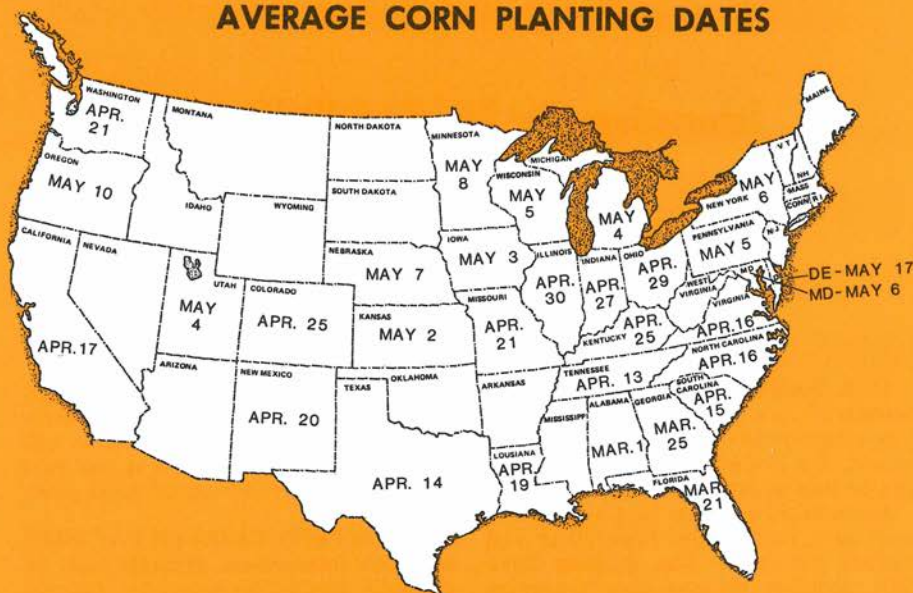 AVERAGE CORN PLANTING DATES
WASHINGTON
APR.
21
MONTANA
NORTH DAKOTA
MINNESOTA
MAY
8
OREGON
MAY 10
IDAHO
WYOMING
SOUTH DAKOTA
WISCONSIN
MAY
5
MICHIGAN
MAY
4
MAINE
VT
NH
MASS
CONN
R I
NEW YORK
MAY
6
CALIFORNIA
APR.17
NEVADA
UTAH
MAY
4
COLORADO
APR. 25
NEBRASKA
MAY 7
IOWA
MAY 3
ILLINOIS
APR.
30
INDIANA
APR.
27
OHIO
APR.
29
PENNSYLVANIA
MAY 5
N J
DE-MAY 17
MD
MD-MAY 6
WEST
VIRGINIA
VIRGINIA
APR.16
KANSAS
MAY 2
MISSOURI
APR.
21
KENTUCKY
APR.
25
NORTH CAROLINA
APR.16
ARIZONA
NEW MEXICO
APR. 20
TEXAS
APR. 14
OKLAHOMA
ARKANSAS
TENNESSEE
APR. 13
SOUTH
CAROLINA
APR.
15
MISSISSIPPI
ALABAMA
MAR.1
GEORGIA
MAR.
25
LOUSIANA
APR.
19
FLORIDA
MAR.
21